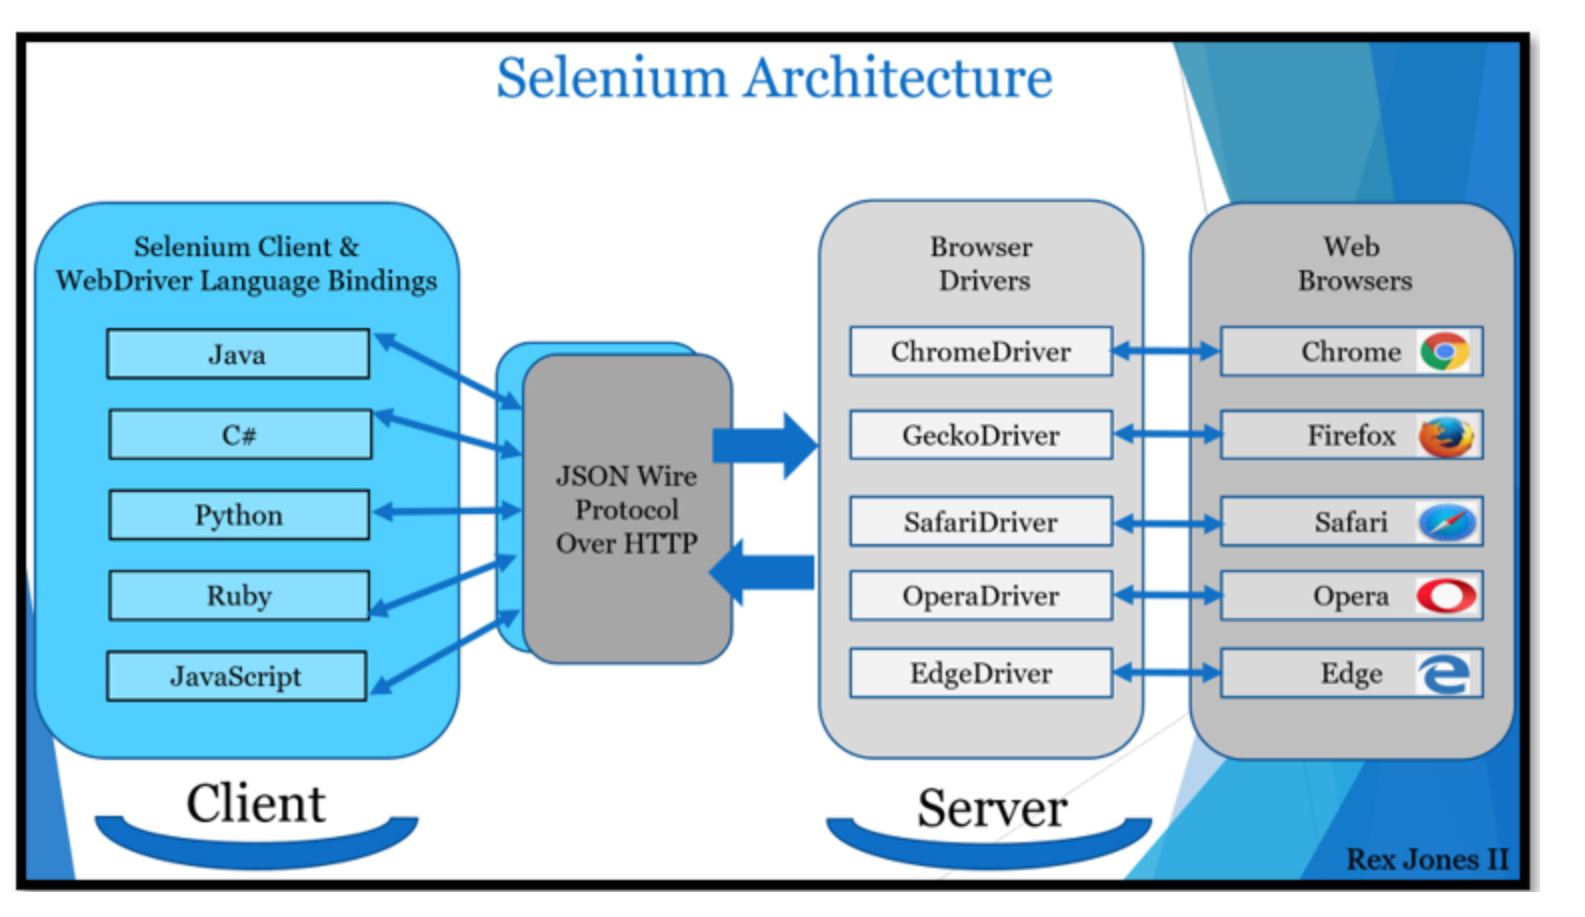 Selenium Architecture
Selenium Client &
WebDriver Language Bindings
Java
C#
Python
Ruby
JavaScript
Client
JSON Wire
Protocol
Over HTTP
Browser
Drivers
ChromeDriver
GeckoDriver
SafariDriver
OperaDriver
EdgeDriver
Server
Web
Browsers
Chrome
Firefox
Safari
Opera
Edge
Rex Jones II